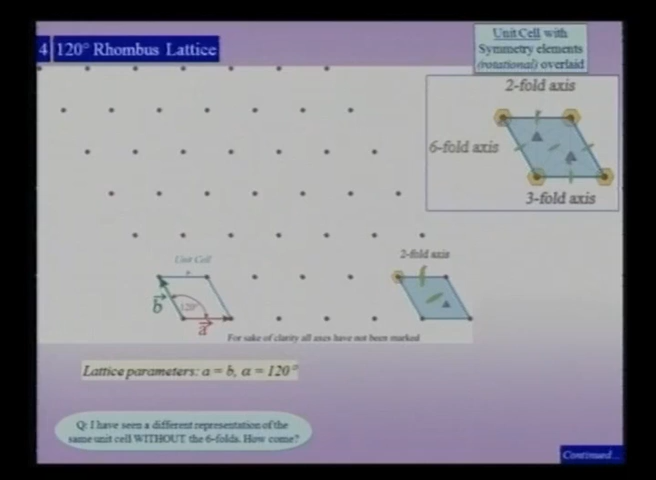 4 120° Rhombus Lattice
Unit Cell with
Symmetry elements
(rotational) overlaid
2-fold axis
6-fold axis
3-fold axis
2-fold axis
Unit Cell
b
120°
a
For sake of clarity all axes have not been marked
Lattice parameters: a = b, α = 120°
Q: I have seen a different representation of the
same unit cell WITHOUT the 6-folds. How come?
Continued...